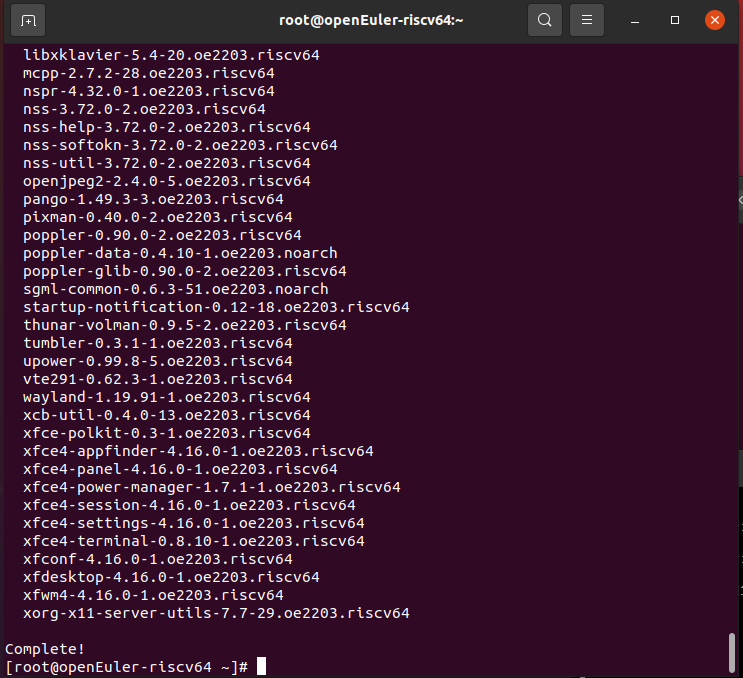 root@openEuler-riscv64:~
libxklavier-5.4-20.oe2203.riscv64
mcpp-2.7.2-28.oe2203.riscv64
nspr-4.32.0-1.oe2203.riscv64
nss-3.72.0-2.oe2203.riscv64
nss-help-3.72.0-2.oe2203.riscv64
nss-softokn-3.72.0-2.oe2203.riscv64
nss-util-3.72.0-2.oe2203.riscv64
openjpeg2-2.4.0-5.oe2203.riscv64
pango-1.49.3-3.oe2203.riscv64
pixman-0.40.0-2.oe2203.riscv64
poppler-0.90.0-2.oe2203.riscv64
poppler-data-0.4.10-1.oe2203.noarch
poppler-glib-0.90.0-2.oe2203.riscv64
sgml-common-0.6.3-51.oe2203.noarch
startup-notification-0.12-18.oe2203.riscv64
thunar-volman-0.9.5-2.oe2203.riscv64
tumbler-0.3.1-1.oe2203.riscv64
upower-0.99.8-5.oe2203.riscv64
vte291-0.62.3-1.oe2203.riscv64
wayland-1.19.91-1.oe2203.riscv64
xcb-util-0.4.0-13.oe2203.riscv64
xfce-polkit-0.3-1.oe2203.riscv64
xfce4-appfinder-4.16.0-1.oe2203.riscv64
xfce4-panel-4.16.0-1.oe2203.riscv64
xfce4-power-manager-1.7.1-1.oe2203.riscv64
xfce4-session-4.16.0-1.oe2203.riscv64
xfce4-settings-4.16.0-1.oe2203.riscv64
xfce4-terminal-0.8.10-1.oe2203.riscv64
xfconf-4.16.0-1.oe2203.riscv64
xfdesktop-4.16.0-1.oe2203.riscv64
xfwm4-4.16.0-1.oe2203.riscv64
xorg-x11-server-utils-7.7-29.oe2203.riscv64
Complete!
[root@openEuler-riscv64 ~]#